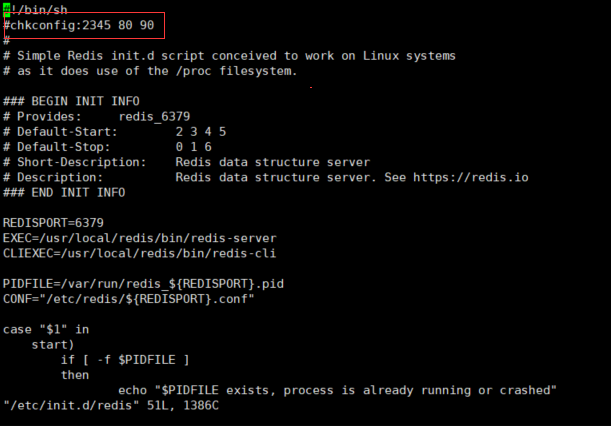 #!/bin/sh
#chkconfig:2345 80 90
#
# Simple Redis init.d script conceived to work on Linux systems
# as it does use of the /proc filesystem.
### BEGIN INIT INFO
# Provides:     redis_6379
# Default-Start:        2 3 4 5
# Default-Stop:         0 1 6
# Short-Description:    Redis data structure server
# Description:          Redis data structure server. See https://redis.io
### END INIT INFO
REDISPORT=6379
EXEC=/usr/local/redis/bin/redis-server
CLIEXEC=/usr/local/redis/bin/redis-cli
PIDFILE=/var/run/redis_${REDISPORT}.pid
CONF="/etc/redis/${REDISPORT}.conf"
case "$1" in
    start)
        if [ -f $PIDFILE ]
        then
                echo "$PIDFILE exists, process is already running or crashed"
"/etc/init.d/redis" 51L, 1386C